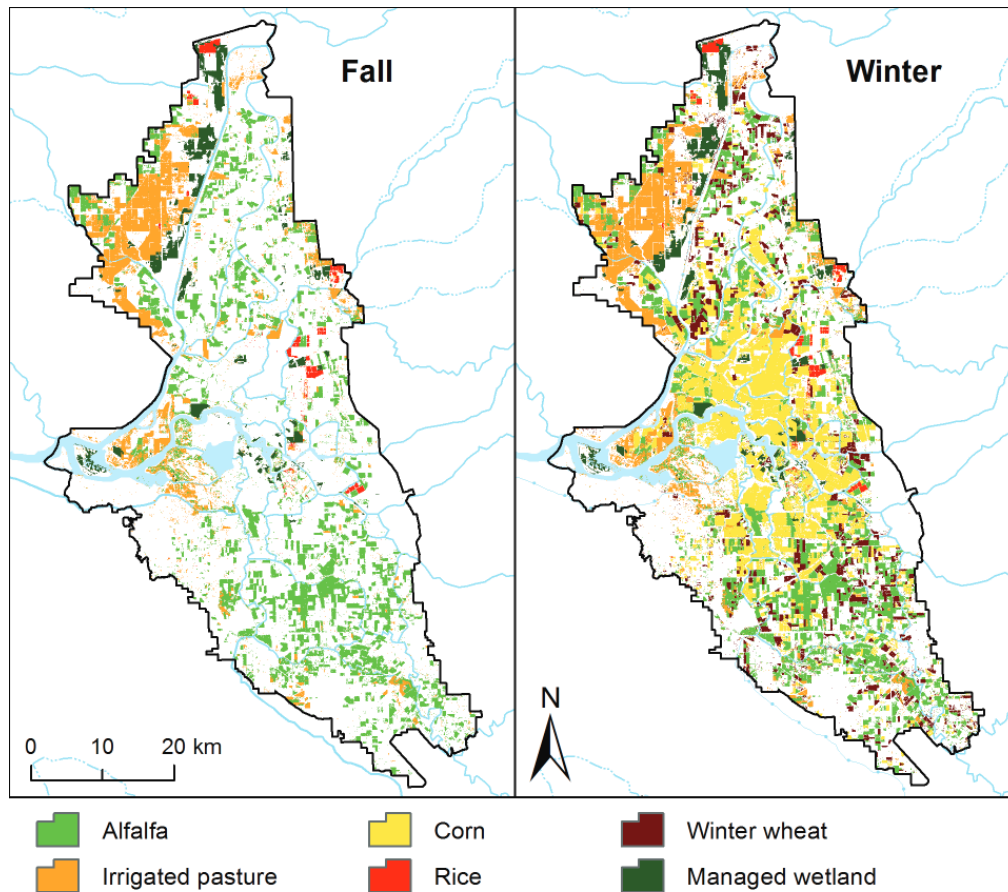 Fall
Winter
N
0 10 20 km
Alfalfa
Corn
Winter wheat
Irrigated pasture
Rice
Managed wetland